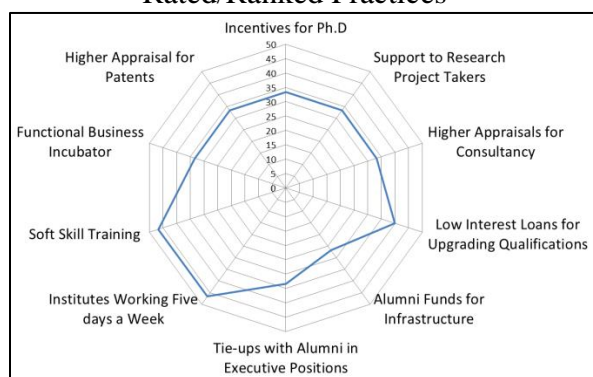 Rated/Ranked Practices
Incentives for Ph.D
50
45
40
35
30
25
20
15
10
5
0
Support to Research
Project Takers
Higher Appraisals for
Consultancy
Low Interest Loans for
Upgrading Qualifications
Alumni Funds for
Infrastructure
Tie-ups with Alumni in
Executive Positions
Institutes Working Five
days a Week
Soft Skill Training
Functional Business
Incubator
Higher Appraisal for
Patents